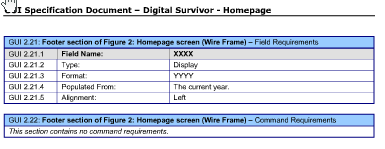 GUI Specification Document – Digital Survivor - Homepage
GUI 2.21: Footer section of Figure 2: Homepage screen (Wire Frame) – Field Requirements
GUI 2.21.1 Field Name: XXXX
GUI 2.21.2 Type: Display
GUI 2.21.3 Format: YYYY
GUI 2.21.4 Populated From: The current year.
GUI 2.21.5 Alignment: Left
GUI 2.22: Footer section of Figure 2: Homepage screen (Wire Frame) – Command Requirements
This section contains no command requirements.